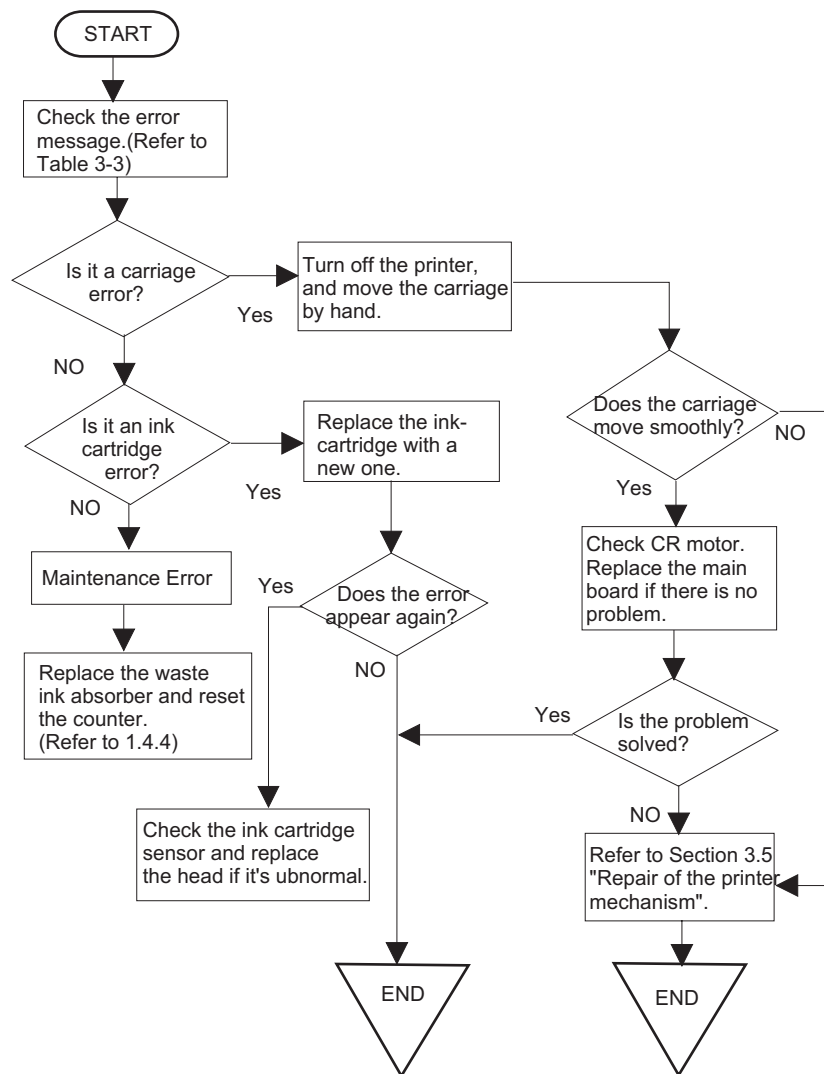 START
Check the error
message.(Refer to
Table 3-3)
Is it a carriage
error?
Yes
Turn off the printer,
and move the carriage
by hand.
NO
Is it an ink
cartridge
error?
Yes
Replace the ink-
cartridge with a
new one.
Does the carriage
move smoothly?
NO
Yes
NO
Maintenance Error
Yes
Does the error
appear again?
NO
Check CR motor.
Replace the main
board if there is no
problem.
Replace the waste
ink absorber and reset
the counter.
(Refer to 1.4.4)
Yes
Is the problem
solved?
NO
Check the ink cartridge
sensor and replace
the head if it's ubnormal.
Refer to Section 3.5
"Repair of the printer
mechanism".
END
END